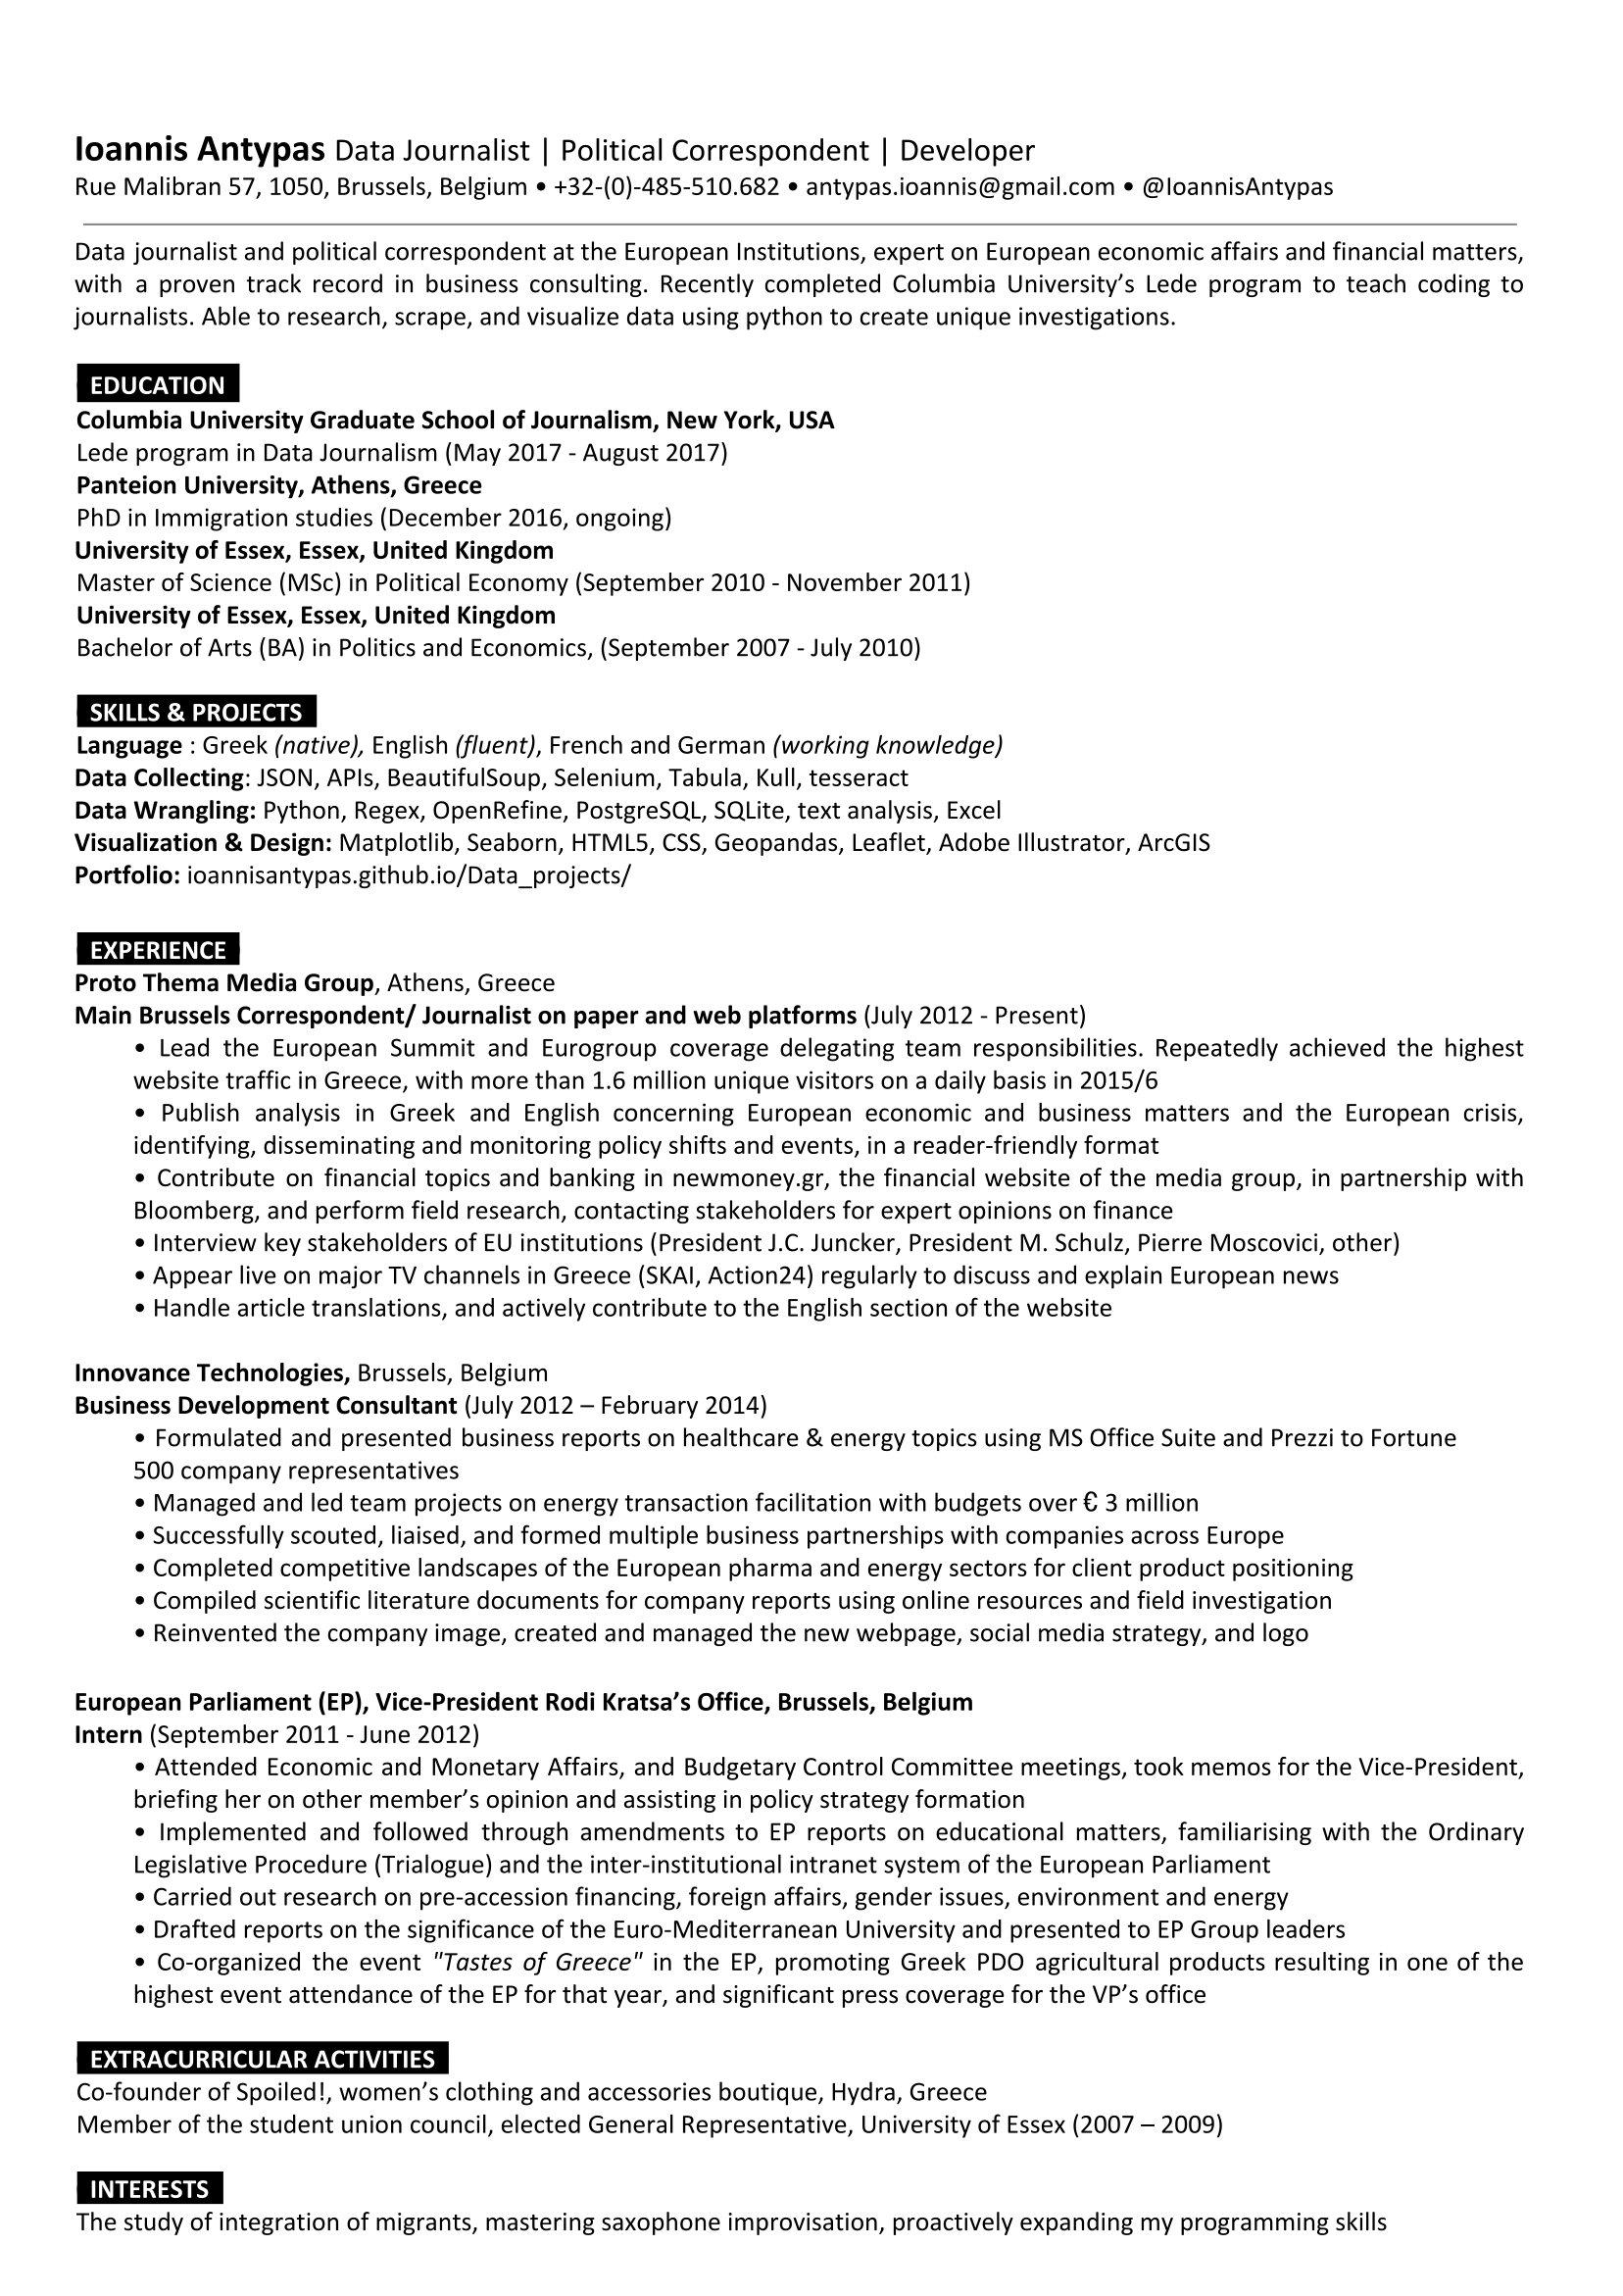 Ioannis Antypas Data Journalist | Political Correspondent | Developer
Rue Malibran 57, 1050, Brussels, Belgium • +32-(0)-485-510.682 • antypas.ioannis@gmail.com • @IoannisAntypas
Data journalist and political correspondent at the European Institutions, expert on European economic affairs and financial matters,
with a proven track record in business consulting. Recently completed Columbia University’s Lede program to teach coding to
journalists. Able to research, scrape, and visualize data using python to create unique investigations.
EDUCATION
Columbia University Graduate School of Journalism, New York, USA
Lede program in Data Journalism (May 2017 - August 2017)
Panteion University, Athens, Greece
PhD in Immigration studies (December 2016, ongoing)
University of Essex, Essex, United Kingdom
Master of Science (MSc) in Political Economy (September 2010 - November 2011)
University of Essex, Essex, United Kingdom
Bachelor of Arts (BA) in Politics and Economics, (September 2007 - July 2010)
SKILLS & PROJECTS
Language : Greek (native), English (fluent), French and German (working knowledge)
Data Collecting: JSON, APIs, BeautifulSoup, Selenium, Tabula, Kull, tesseract
Data Wrangling: Python, Regex, OpenRefine, PostgreSQL, SQLite, text analysis, Excel
Visualization & Design: Matplotlib, Seaborn, HTML5, CSS, Geopandas, Leaflet, Adobe Illustrator, ArcGIS
Portfolio: ioannisantypas.github.io/Data_projects/
EXPERIENCE
Proto Thema Media Group, Athens, Greece
Main Brussels Correspondent/ Journalist on paper and web platforms (July 2012 - Present)
• Lead the European Summit and Eurogroup coverage delegating team responsibilities. Repeatedly achieved the highest
website traffic in Greece, with more than 1.6 million unique visitors on a daily basis in 2015/6
• Publish analysis in Greek and English concerning European economic and business matters and the European crisis,
identifying, disseminating and monitoring policy shifts and events, in a reader-friendly format
• Contribute on financial topics and banking in newmoney.gr, the financial website of the media group, in partnership with
Bloomberg, and perform field research, contacting stakeholders for expert opinions on finance
• Interview key stakeholders of EU institutions (President J.C. Juncker, President M. Schulz, Pierre Moscovici, other)
• Appear live on major TV channels in Greece (SKAI, Action24) regularly to discuss and explain European news
• Handle article translations, and actively contribute to the English section of the website
Innovance Technologies, Brussels, Belgium
Business Development Consultant (July 2012 – February 2014)
• Formulated and presented business reports on healthcare & energy topics using MS Office Suite and Prezzi to Fortune
500 company representatives
• Managed and led team projects on energy transaction facilitation with budgets over € 3 million
• Successfully scouted, liaised, and formed multiple business partnerships with companies across Europe
• Completed competitive landscapes of the European pharma and energy sectors for client product positioning
• Compiled scientific literature documents for company reports using online resources and field investigation
• Reinvented the company image, created and managed the new webpage, social media strategy, and logo
European Parliament (EP), Vice-President Rodi Kratsa’s Office, Brussels, Belgium
Intern (September 2011 - June 2012)
• Attended Economic and Monetary Affairs, and Budgetary Control Committee meetings, took memos for the Vice-President,
briefing her on other member’s opinion and assisting in policy strategy formation
• Implemented and followed through amendments to EP reports on educational matters, familiarising with the Ordinary
Legislative Procedure (Trialogue) and the inter-institutional intranet system of the European Parliament
• Carried out research on pre-accession financing, foreign affairs, gender issues, environment and energy
• Drafted reports on the significance of the Euro-Mediterranean University and presented to EP Group leaders
• Co-organized the event "Tastes of Greece" in the EP, promoting Greek PDO agricultural products resulting in one of the
highest event attendance of the EP for that year, and significant press coverage for the VP’s office
EXTRACURRICULAR ACTIVITIES
Co-founder of Spoiled!, women’s clothing and accessories boutique, Hydra, Greece
Member of the student union council, elected General Representative, University of Essex (2007 – 2009)
INTERESTS
The study of integration of migrants, mastering saxophone improvisation, proactively expanding my programming skills